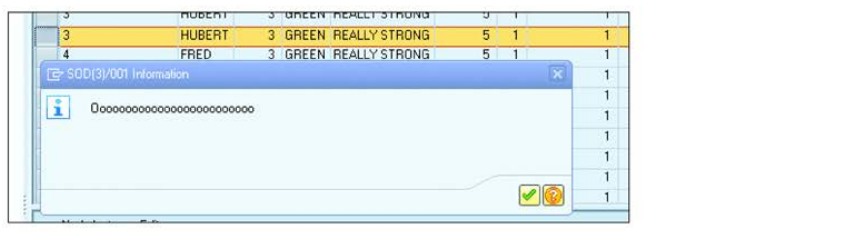 3 HUBERT 3 GREEN REALLY STRONG 5 1 1
3 HUBERT 3 GREEN REALLY STRONG 5 1 1
4 FRED 3 GREEN REALLY STRONG 5 1 1
SOD(3)/001 Information
1
Ooooooooooooooooooooooooo
1
1
1
1
1
1